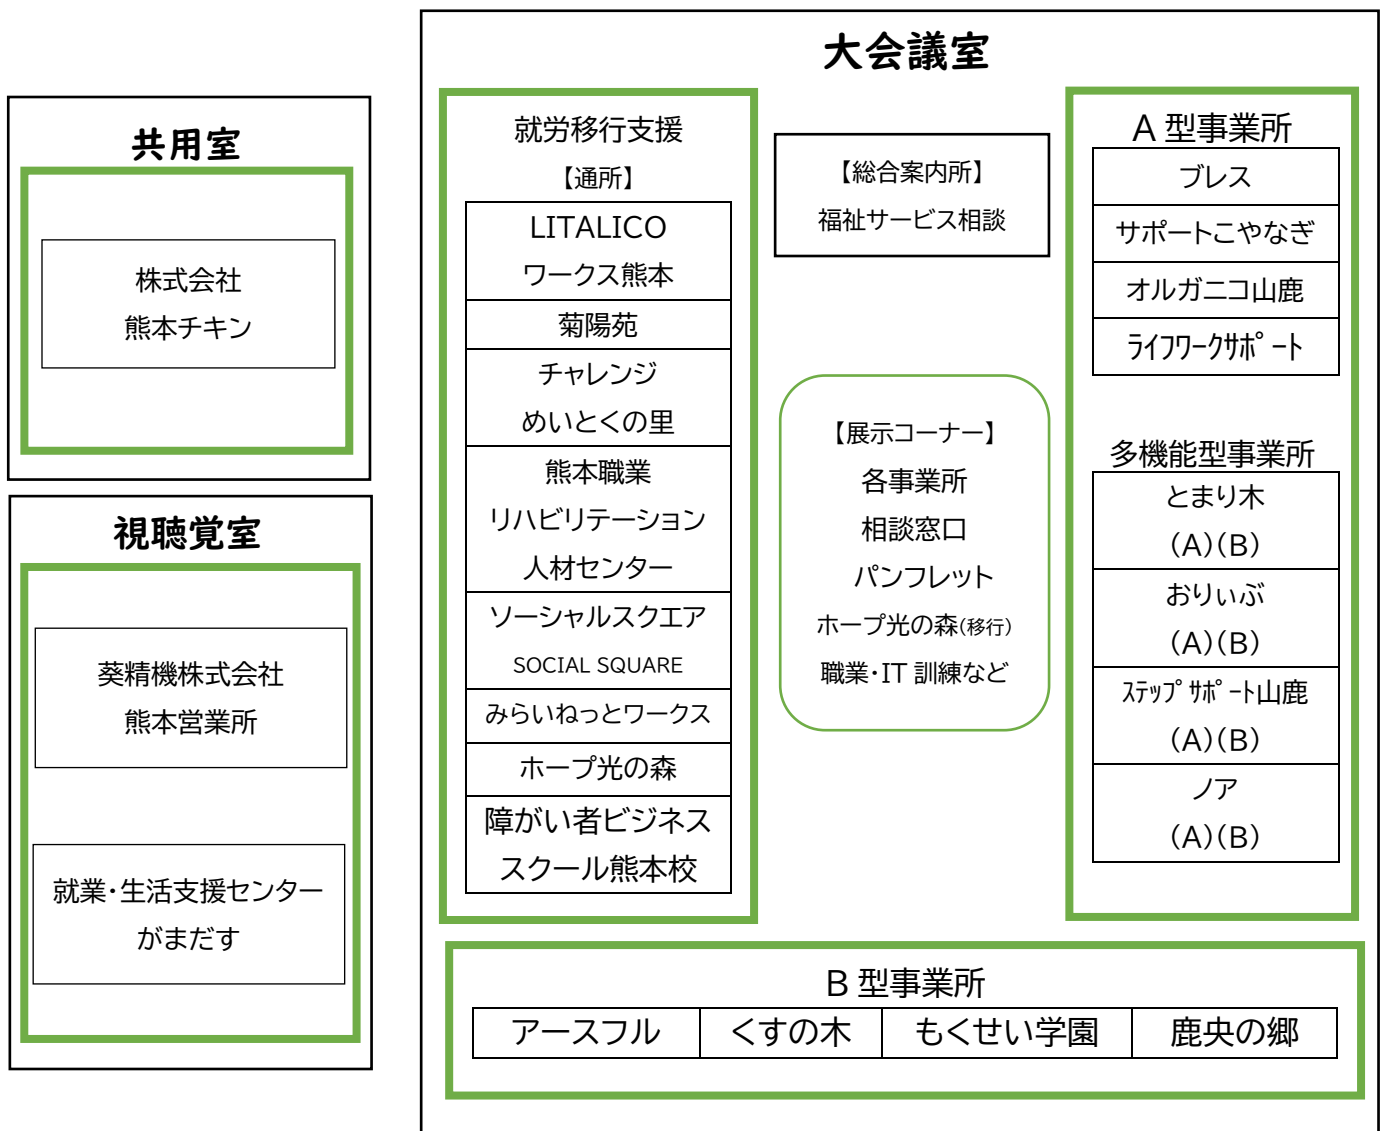 共用室
株式会社
熊本チキン
視聴覚室
葵精機株式会社
熊本営業所
就業・生活支援センター
がまだす
大会議室
就労移行支援
【通所】
LITALICO
ワークス熊本
菊陽苑
チャレンジ
めいとくの里
熊本職業
リハビリテーション
人材センター
ソーシャルスクエア
SOCIAL SQUARE
みらいねっとワークス
ホープ光の森
障がい者ビジネス
スクール熊本校
【総合案内所】
福祉サービス相談
【展示コーナー】
各事業所
相談窓口
パンフレット
ホープ光の森(移行)
職業・IT 訓練など
A 型事業所
ブレス
サポートこやなぎ
オルガニコ山鹿
ﾗｲﾌﾜｰｸｻﾎﾟｰﾄ
多機能型事業所
とまり木
(A)(B)
おりぃぶ
(A)(B)
ｽﾃｯﾌﾟｻﾎﾟｰﾄ山鹿
(A)(B)
ノア
(A)(B)
B 型事業所
アースフル
くすの木
もくせい学園
鹿央の郷